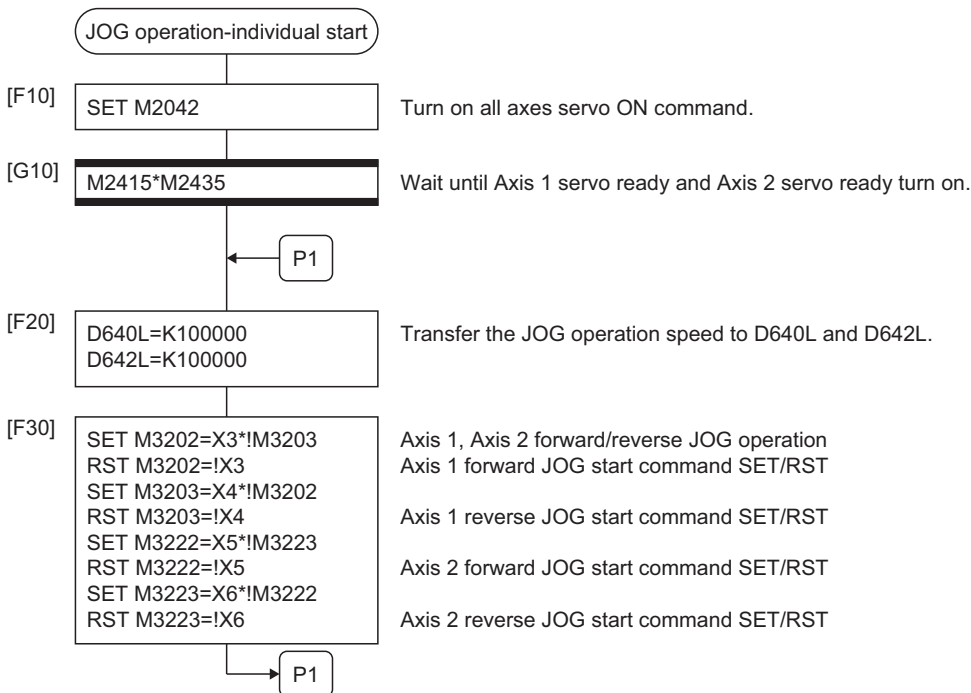 JOG operation-individual start
[F10]
SET M2042
Turn on all axes servo ON command.
[G10]
M2415*M2435
Wait until Axis 1 servo ready and Axis 2 servo ready turn on.
P1
[F20]
D640L=K100000
Transfer the JOG operation speed to D640L and D642L.
D642L=K100000
[F30]
SET M3202=X3*!M3203
Axis 1, Axis 2 forward/reverse JOG operation
RST M3202=!X3
Axis 1 forward JOG start command SET/RST
SET M3203=X4*!M3202
RST M3203=!X4
Axis 1 reverse JOG start command SET/RST
SET M3222=X5*!M3223
RST M3222=!X5
Axis 2 forward JOG start command SET/RST
SET M3223=X6*!M3222
RST M3223=!X6
Axis 2 reverse JOG start command SET/RST
P1